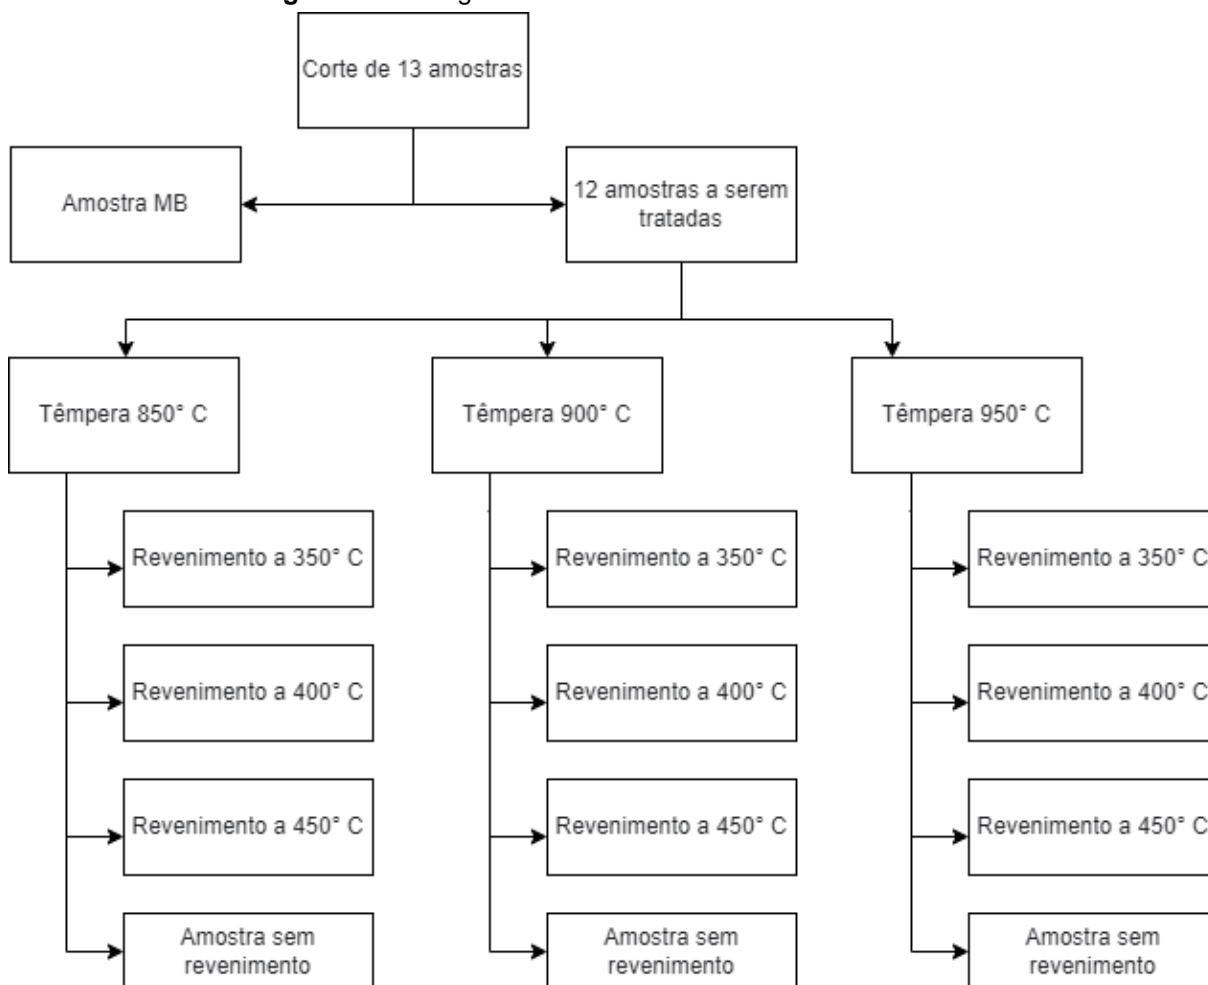 Corte de 13 amostras
Amostra MB
12 amostras a serem
tratadas
Têmpera 850° C
Têmpera 900° C
Têmpera 950° C
Revenimento a 350° C
Revenimento a 350° C
Revenimento a 350° C
Revenimento a 400° C
Revenimento a 400° C
Revenimento a 400° C
Revenimento a 450° C
Revenimento a 450° C
Revenimento a 450° C
Amostra sem
revenimento
Amostra sem
revenimento
Amostra sem
revenimento